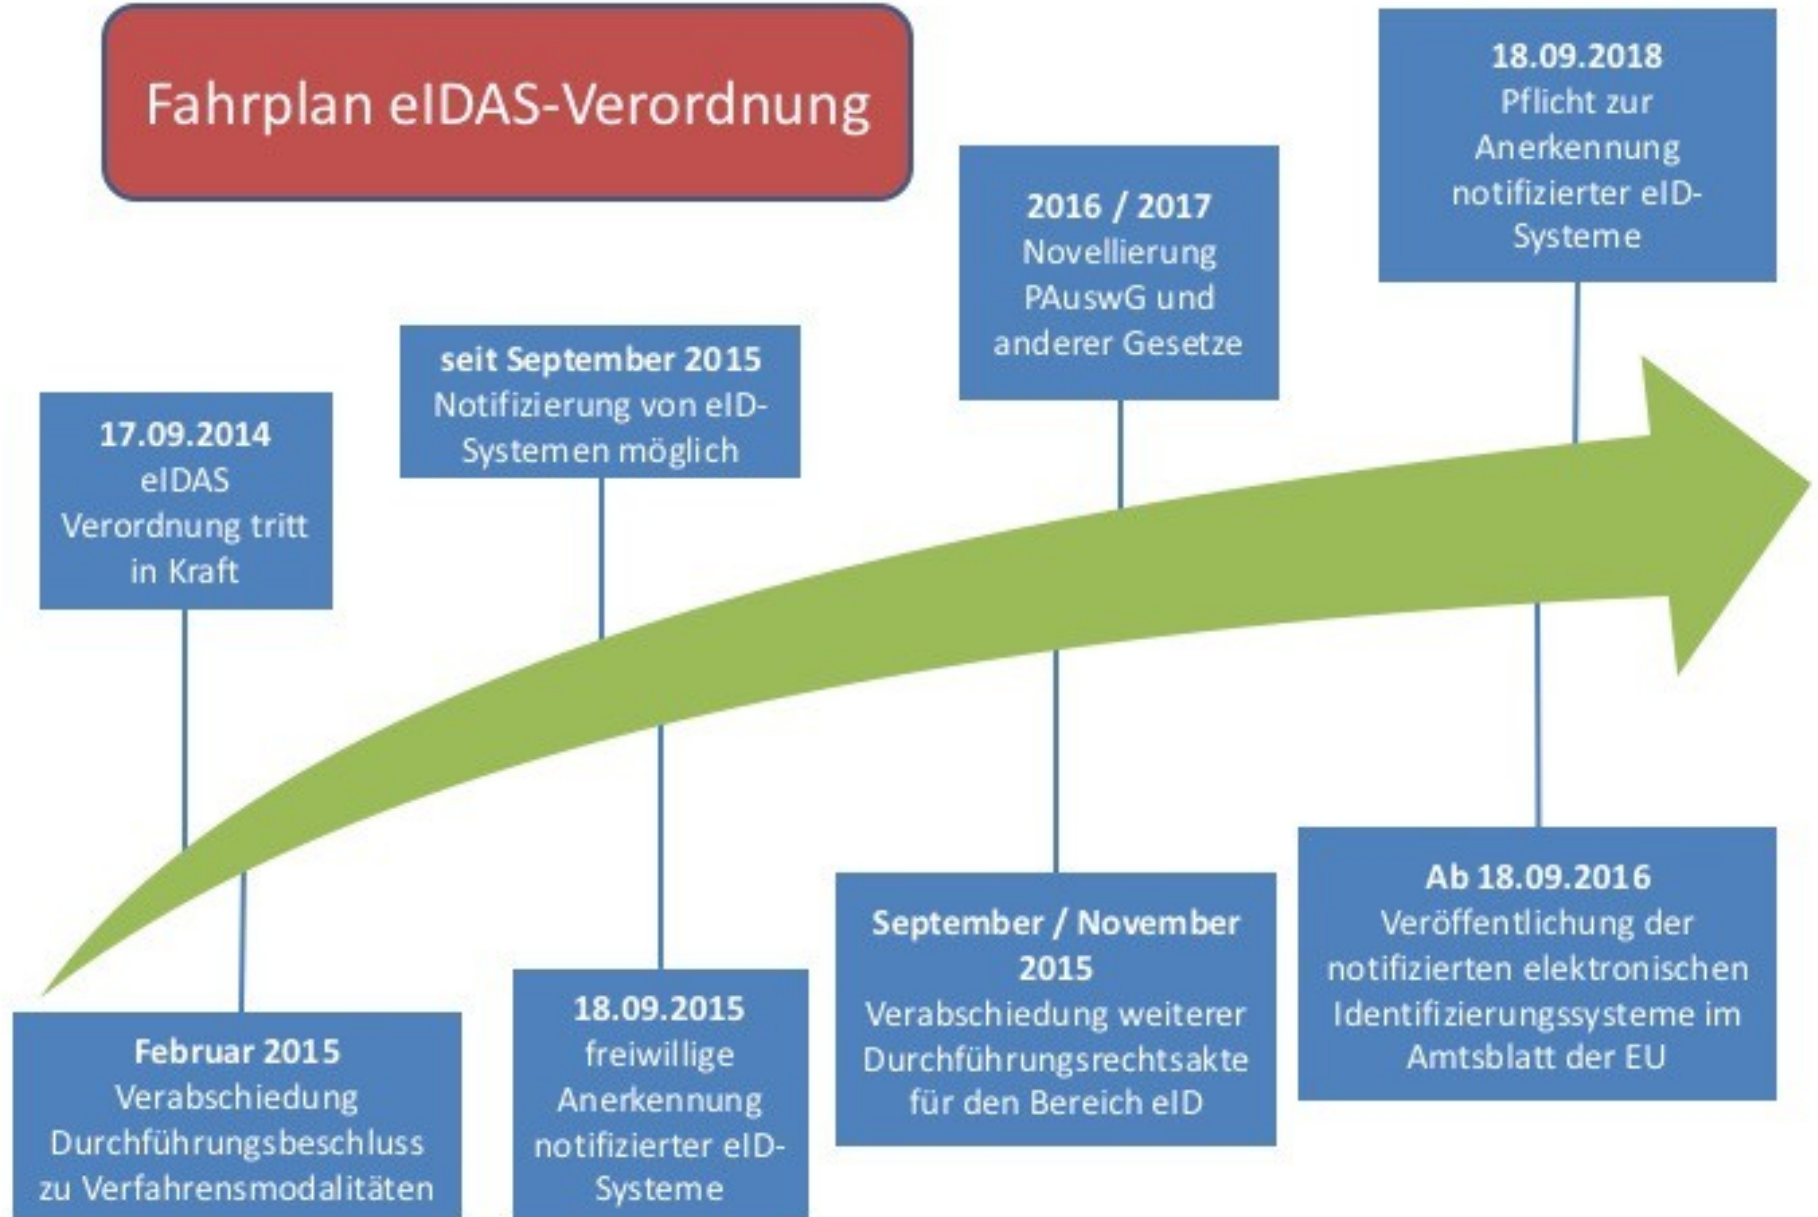 Fahrplan eIDAS-Verordnung
17.09.2014
eIDAS
Verordnung tritt
in Kraft
seit September 2015
Notifizierung von eID-
Systemen möglich
2016 / 2017
Novellierung
PAuswG und
anderer Gesetze
18.09.2018
Pflicht zur
Anerkennung
notifizierter eID-
Systeme
Februar 2015
Verabschiedung
Durchführungsbeschluss
zu Verfahrensmodalitäten
18.09.2015
freiwillige
Anerkennung
notifizierter eID-
Systeme
September / November
2015
Verabschiedung weiterer
Durchführungsrechtsakte
für den Bereich eID
Ab 18.09.2016
Veröffentlichung der
notifizierten elektronischen
Identifizierungssysteme im
Amtsblatt der EU